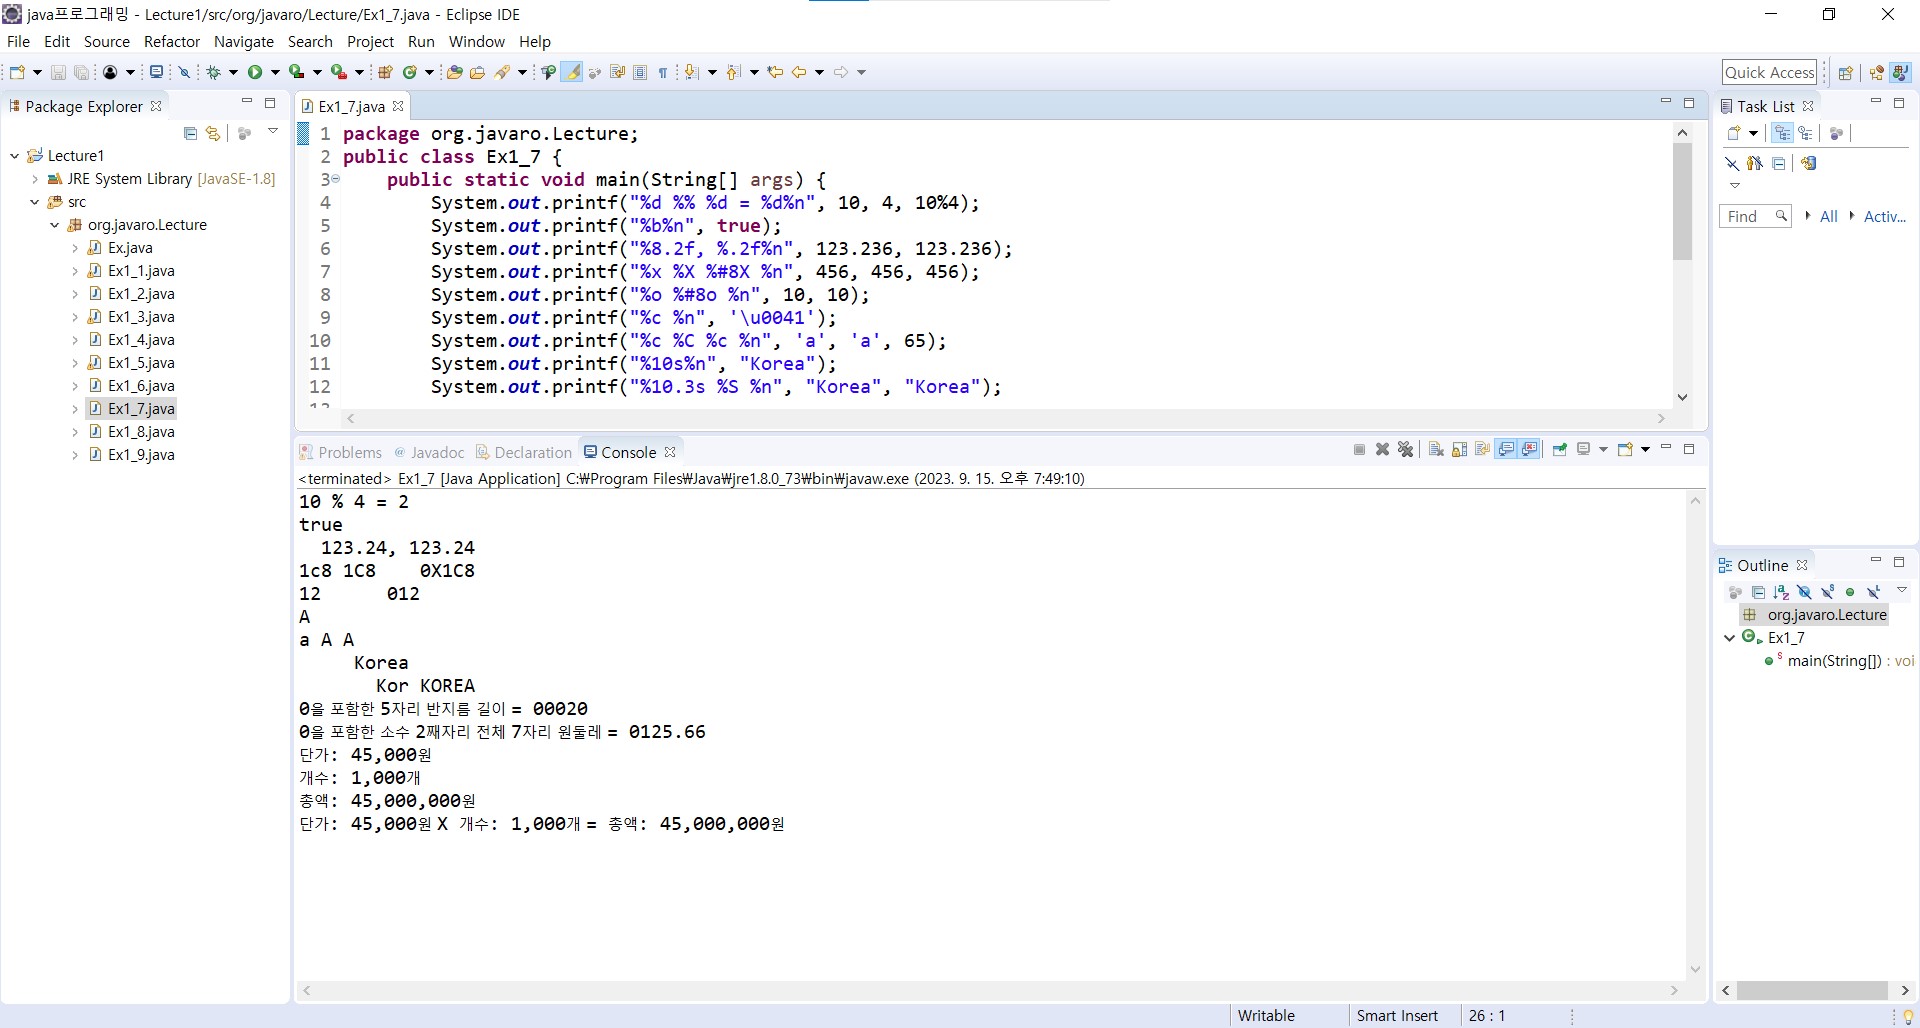 java프로그래밍 - Lecture1/src/org/javaro/Lecture/Ex1_7.java - Eclipse IDE
File Edit Source Refactor Navigate Search Project Run Window Help
Quick Access
Package Explorer
Lecture1
JRE System Library [JavaSE-1.8]
src
org.javaro.Lecture
Ex.java
Ex1_1.java
Ex1_2.java
Ex1_3.java
Ex1_4.java
Ex1_5.java
Ex1_6.java
Ex1_7.java
Ex1_8.java
Ex1_9.java
Ex1_7.java
1 package org.javaro.Lecture;
2 public class Ex1_7 {
3 public static void main(String[] args) {
4 System.out.printf("%d %% %d = %d%n", 10, 4, 10%4);
5 System.out.printf("%b%n", true);
6 System.out.printf("%8.2f, %.2f%n", 123.236, 123.236);
7 System.out.printf("%x %X %#8X %n", 456, 456, 456);
8 System.out.printf("%o %#8o %n", 10, 10);
9 System.out.printf("%c %n", '\u0041');
10 System.out.printf("%c %C %c %n", 'a', 'a', 65);
11 System.out.printf("%10s%n", "Korea");
12 System.out.printf("%10.3s %S %n", "Korea", "Korea");
Problems @ Javadoc Declaration Console
<terminated> Ex1_7 [Java Application] C:₩Program Files₩Java₩jre1.8.0_73₩bin₩javaw.exe (2023. 9. 15. 오후 7:49:10)
10 % 4 = 2
true
123.24, 123.24
1c8 1C8 0X1C8
12 012
A
a A A
Korea
Kor KOREA
0을 포함한 5자리 반지름 길이 = 00020
0을 포함한 소수 2째자리 전체 7자리 원둘레 = 0125.66
단가: 45,000원
개수: 1,000개
총액: 45,000,000원
단가: 45,000원 X 개수: 1,000개 = 총액: 45,000,000원
Task List
Find All Activ...
Outline
org.javaro.Lecture
Ex1_7
main(String[]) : voi
Writable Smart Insert 26 : 1